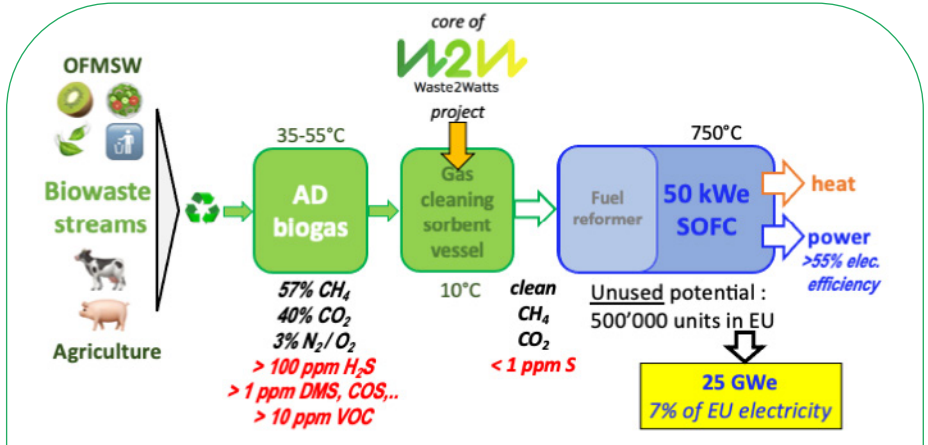 core of
W2W
Waste2Watts
project
OFMSW
Biowaste
streams
Agriculture
35-55°C
AD
biogas
57% CH₄
40% CO₂
3% N₂/ O₂
> 100 ppm H₂S
> 1 ppm DMS, COS,..
> 10 ppm VOC
Gas
cleaning
sorbent
vessel
10°C
clean
CH₄
CO₂
< 1 ppm S
750°C
Fuel
reformer
50 kWe
SOFC
heat
power
>55% elec.
efficiency
Unused potential :
500'000 units in EU
25 GWe
7% of EU electricity